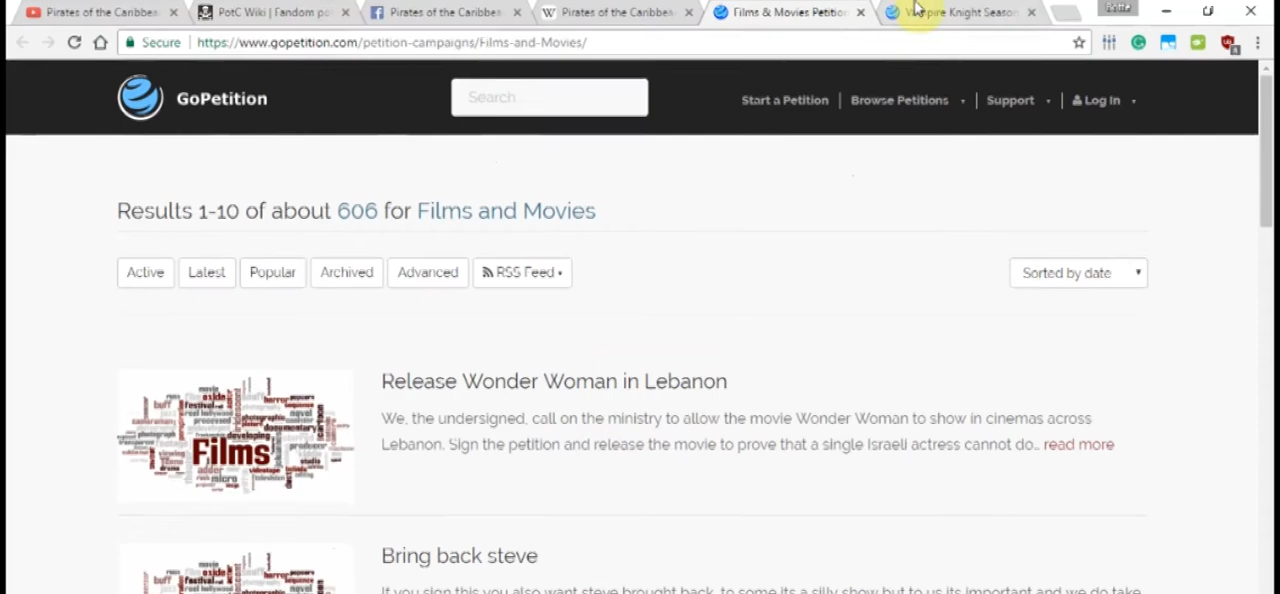 Pirates of the Caribbea
PotC Wiki | Fandom po
Pirates of the Caribbea
Pirates of the Caribbea
Films & Movies Petitio
Knight Season
Secure
https://www.gopetition.com/petition-campaigns/Films-and-Movies/
GoPetition
Search
Start a Petition
Browse Petitions
Support
Log In
Results 1-10 of about 606 for Films and Movies
Active
Latest
Popular
Archived
Advanced
RSS Feed
Sorted by date
Release Wonder Woman in Lebanon
We, the undersigned, call on the ministry to allow the movie Wonder Woman to show in cinemas across
Lebanon. Sign the petition and release the movie to prove that a single Israeli actress cannot do.. read more
Films
Bring back steve
If you sign this you also want steve brought back, to some its a silly show but to us its important and we do take